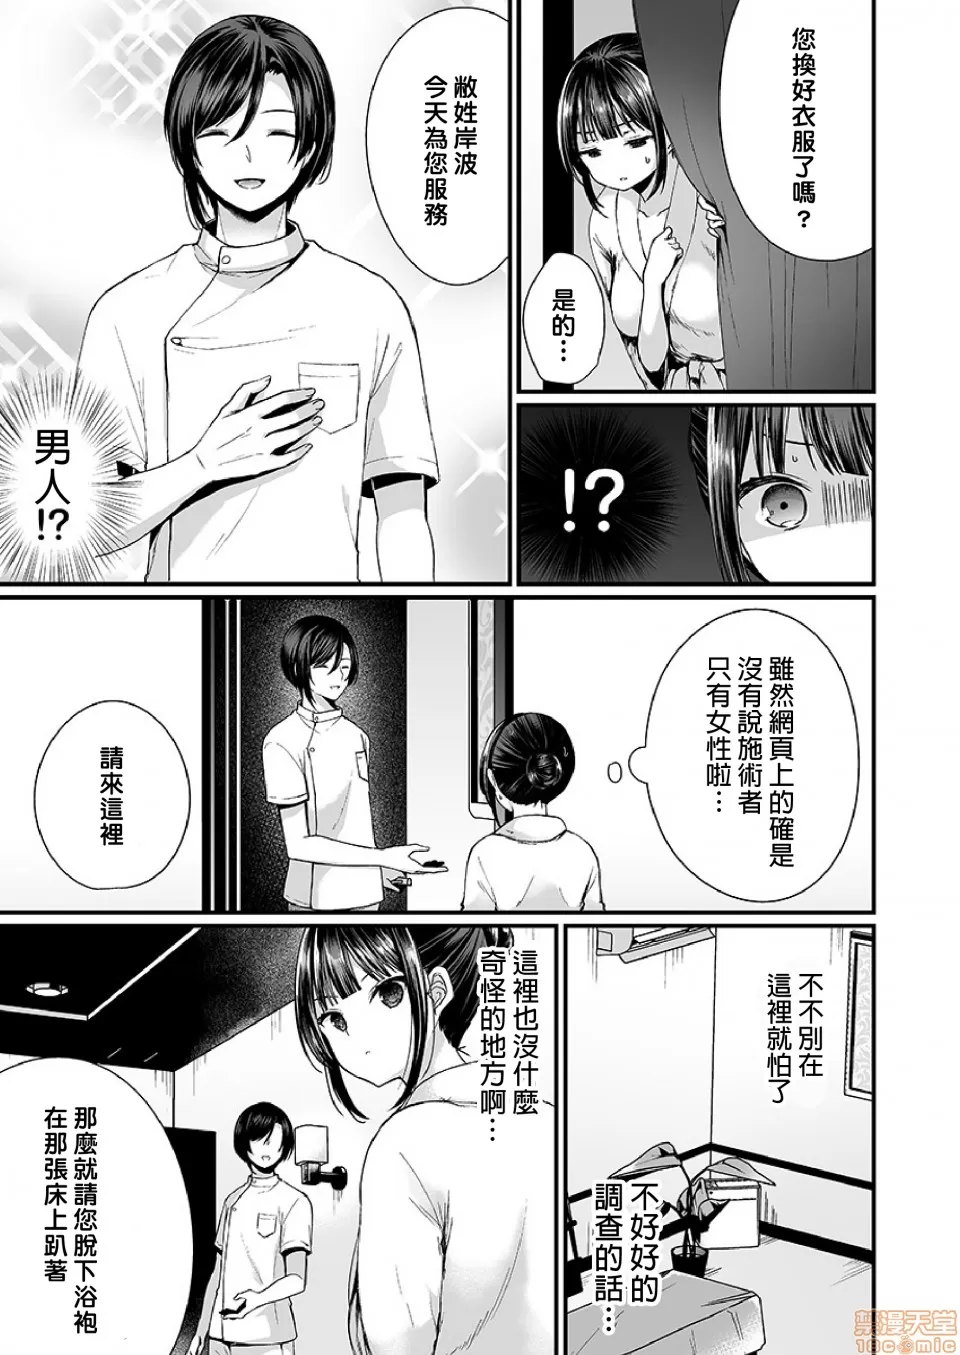 您換好衣服了嗎?
是的…
!?
敝姓岸波
今天為您服務
男人!?
雖然網頁上的確是
沒有說施術者
只有女性啦…
請來這裡
不不別在
這裡就怕了
不好好的
調查的話…
這裡也沒什麼
奇怪的地方啊…
那麼就請您脫下浴袍
在那張床上趴著
禁漫天堂
18comic